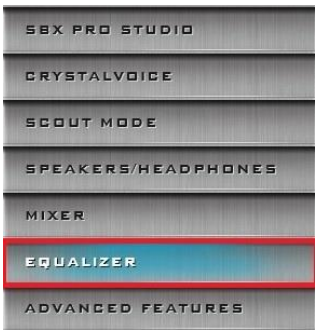 SBX PRO STUDIO
CRYSTALVOICE
SCOUT MODE
SPEAKERS/HEADPHONES
MIXER
EQUALIZER
ADVANCED FEATURES